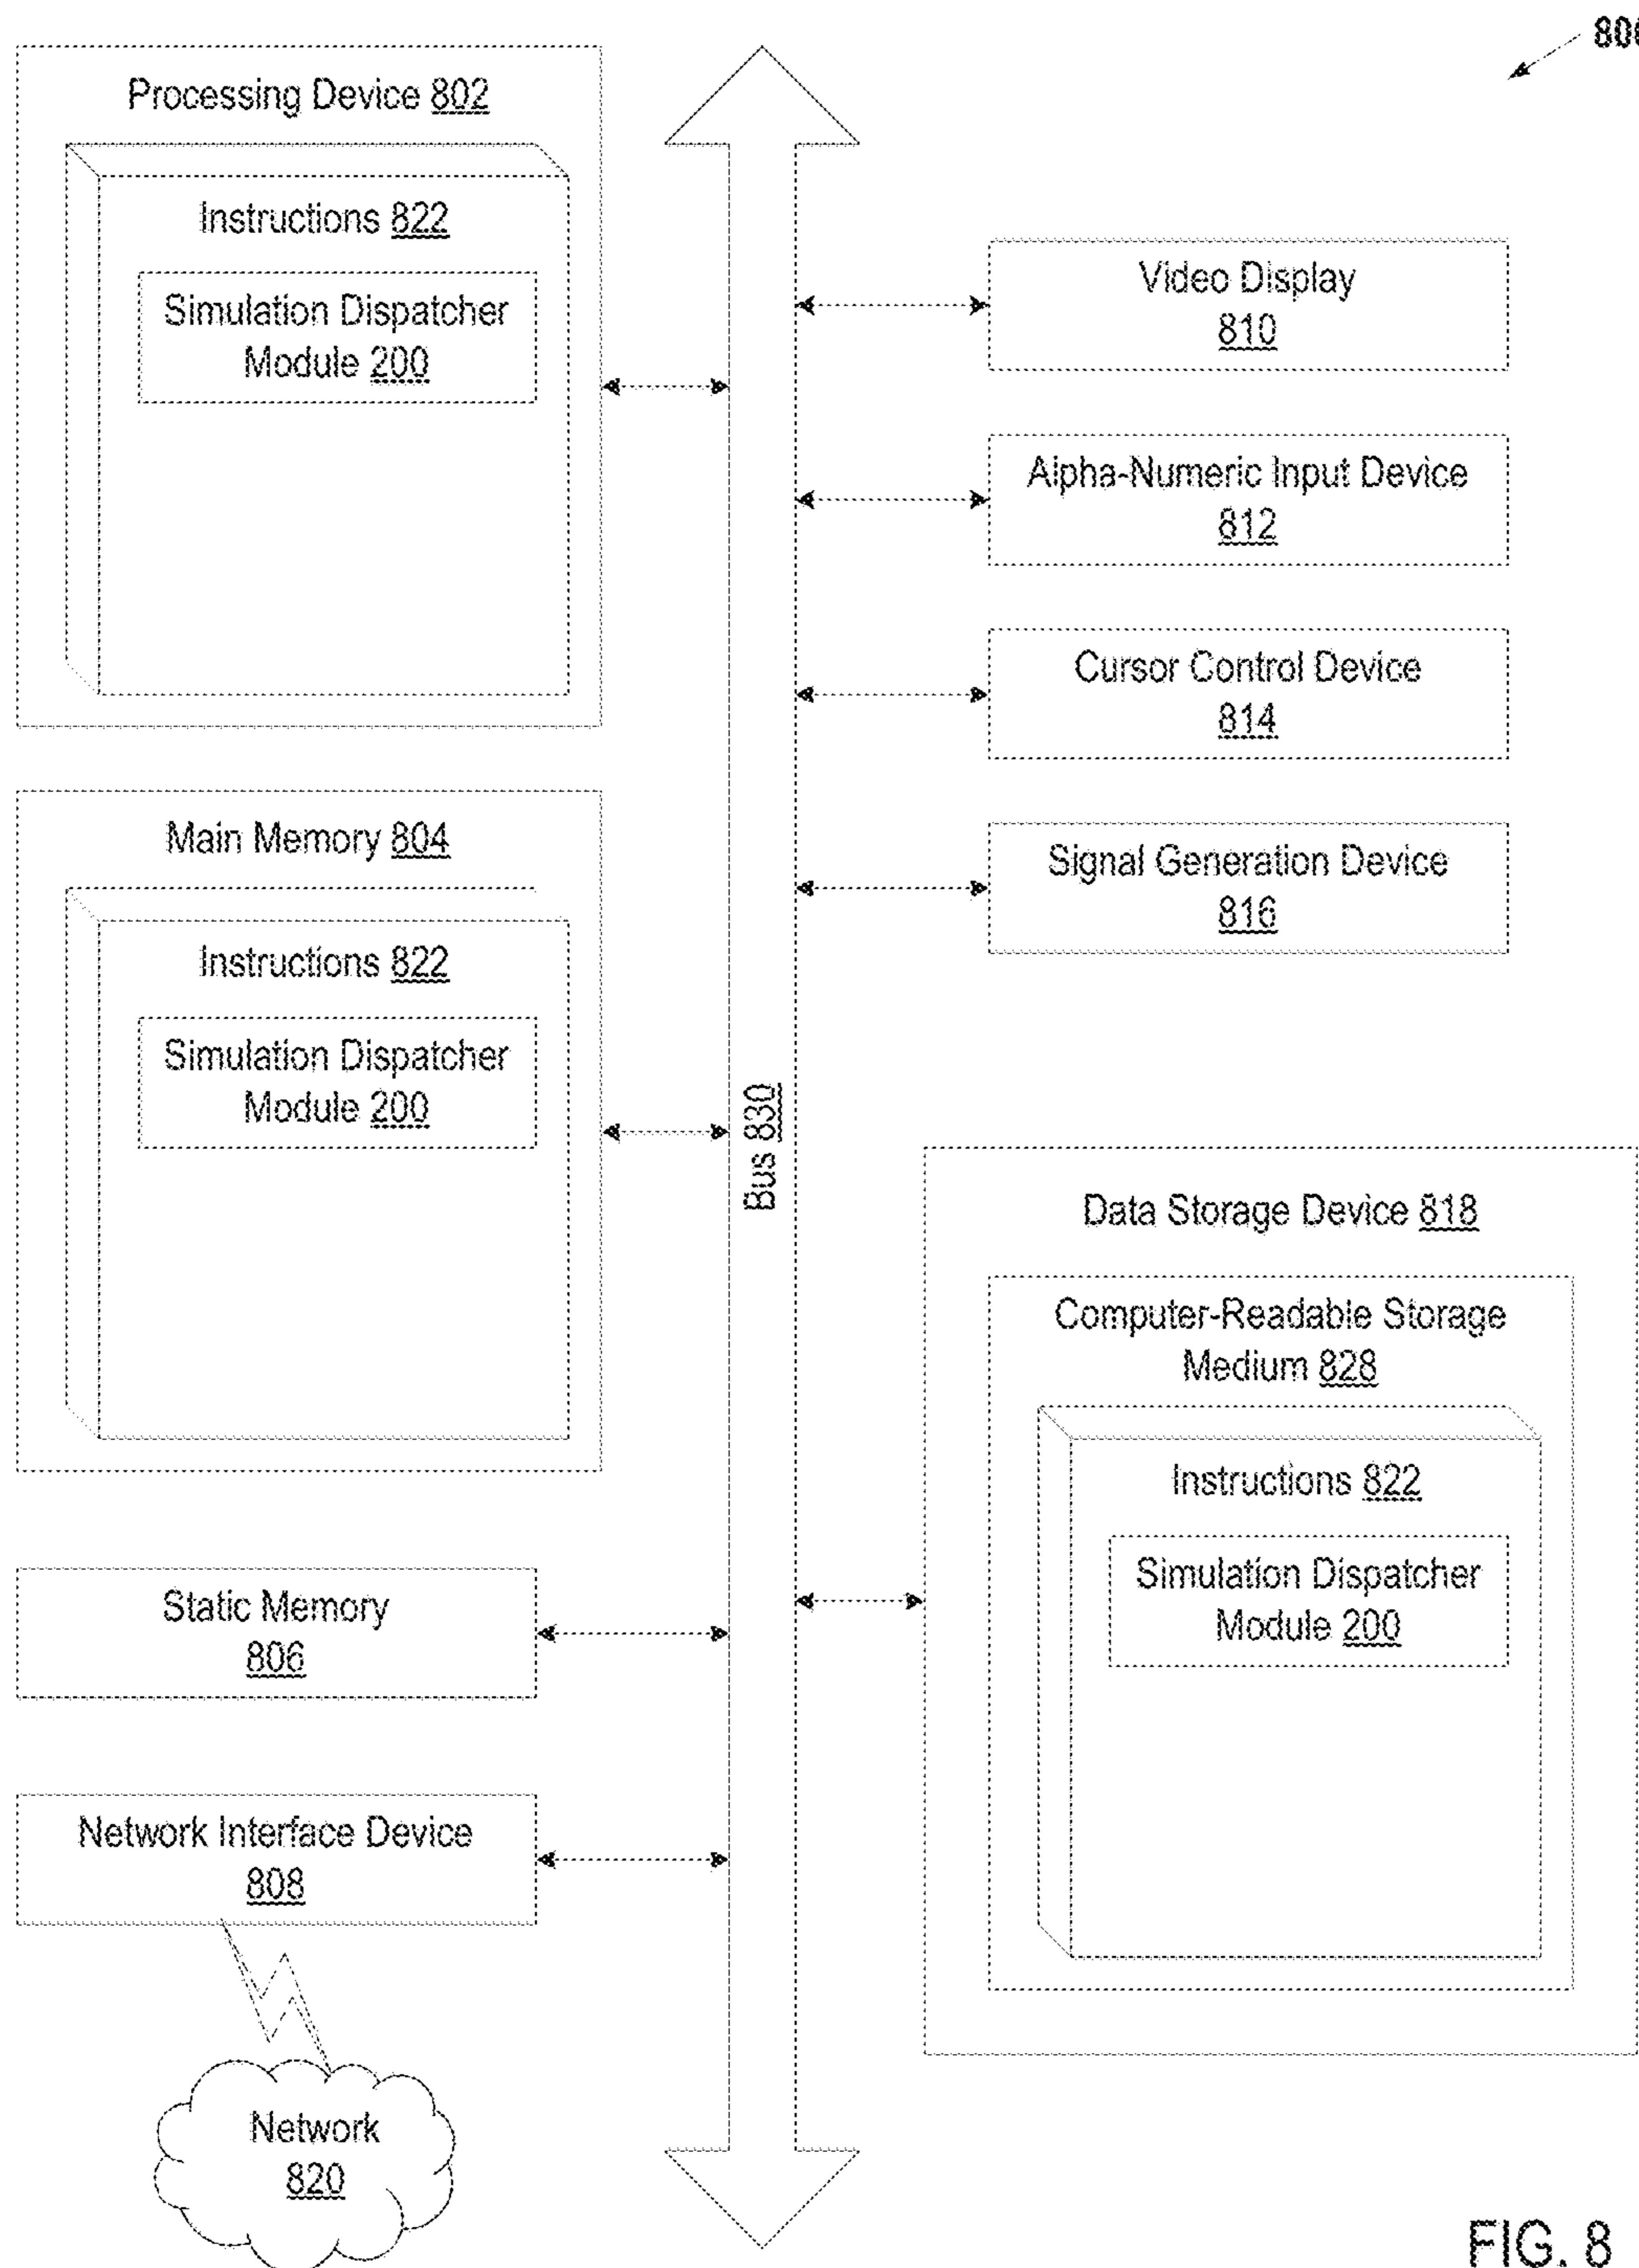 800
Processing Device 802
Instructions 822
Simulation Dispatcher
Module 200
Main Memory 804
Instructions 822
Simulation Dispatcher
Module 200
Static Memory
806
Network Interface Device
808
Network
820
Bus 830
Video Display
810
Alpha-Numeric Input Device
812
Cursor Control Device
814
Signal Generation Device
816
Data Storage Device 818
Computer-Readable Storage
Medium 828
Instructions 822
Simulation Dispatcher
Module 200
FIG. 8